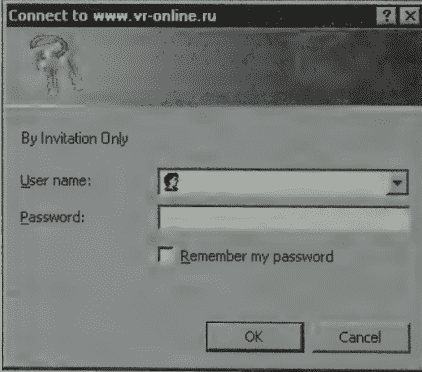 Connect to www.vr-online.ru
By Invitation Only
User name:
Password:
Remember my password
OK
Cancel